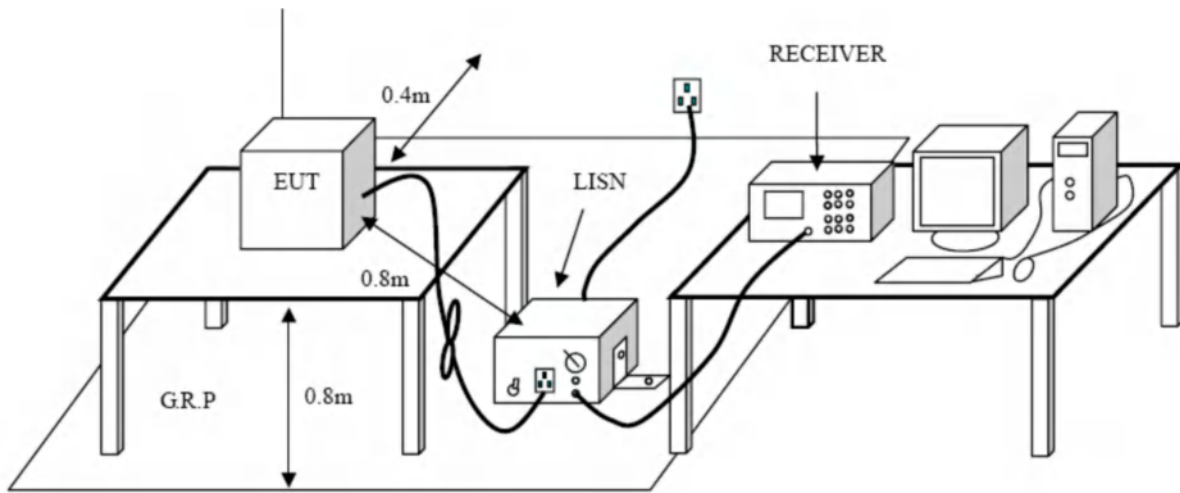 RECEIVER
0.4m
EUT
LISN
0.8m
G.R.P
0.8m